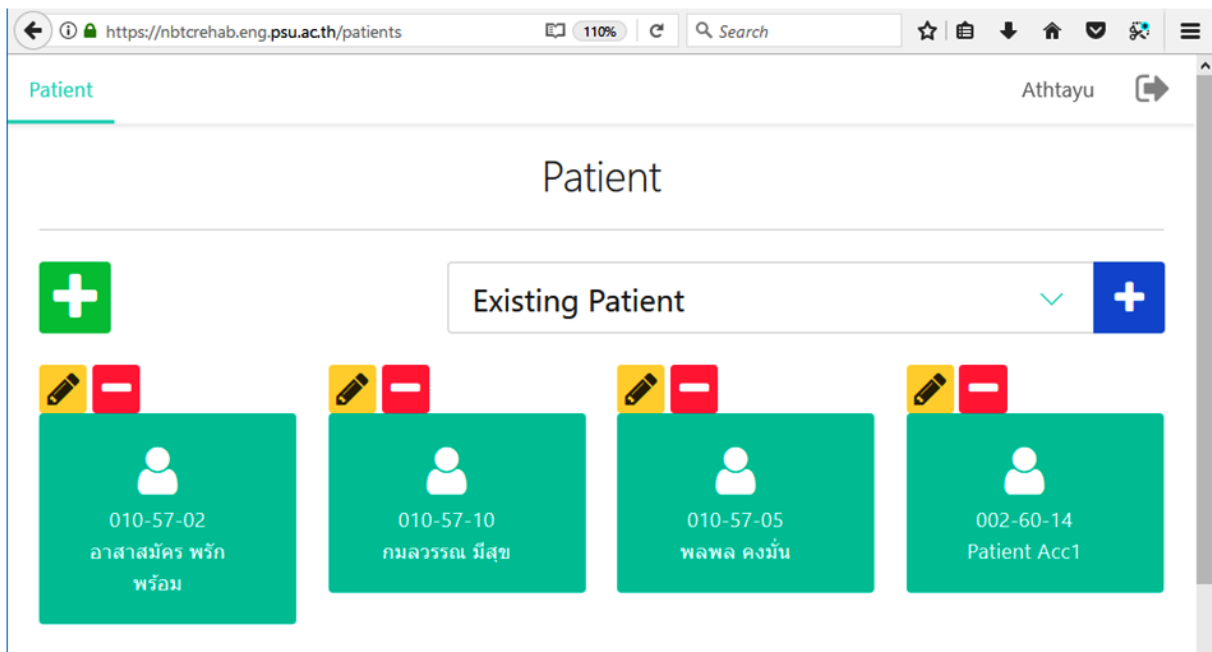 https://nbtcrehab.eng.psu.ac.th/patients 110% Search
Patient Athtayu
Patient
Existing Patient
010-57-02
อาสาสมัคร พรัก
พร้อม
010-57-10
กมลวรรณ มีสุข
010-57-05
พลพล คงมั่น
002-60-14
Patient Acc1